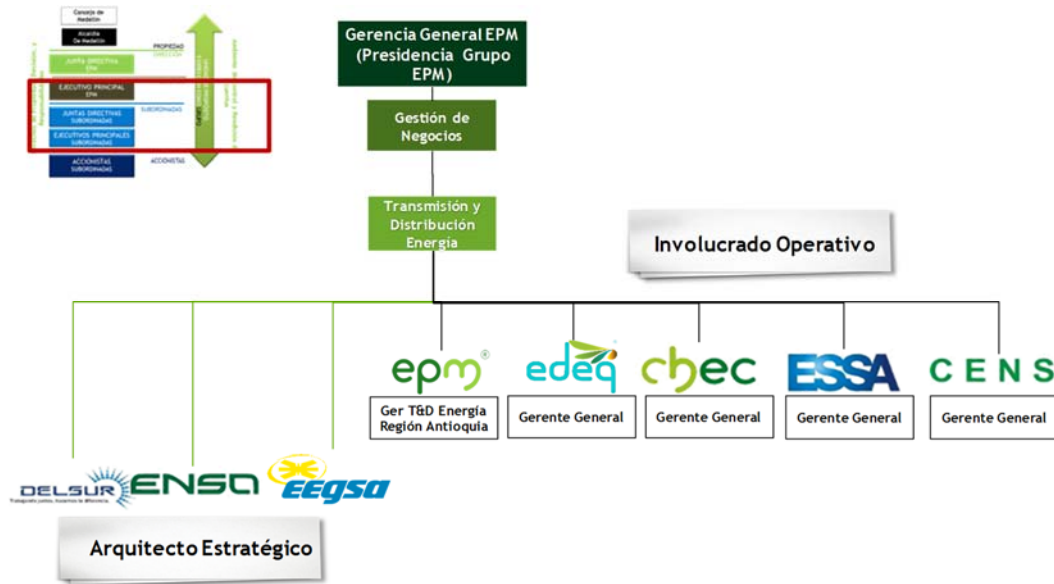 Concejo de
Medellín
Alcaldía
De Medellín
PROPIEDAD
DIRECCIÓN
JUNTA DIRECTIVA
EPM
EJECUTIVO PRINCIPAL
EPM
JUNTAS DIRECTIVAS
SUBORDINADAS
SUBORDINADAS
EJECUTIVOS PRINCIPALES
SUBORDINADAS
ACCIONISTAS
SUBORDINADAS
ACCIONISTAS
Gerencia General EPM
(Presidencia Grupo
EPM)
Gestión de
Negocios
Transmisión y
Distribución
Energía
Involucrado Operativo
epm®
edeq
chec
ESSA
CENS
Ger T&D Energía
Región Antioquia
Gerente General
Gerente General
Gerente General
Gerente General
DELSUR
ENSA
EEGSA
Arquitecto Estratégico